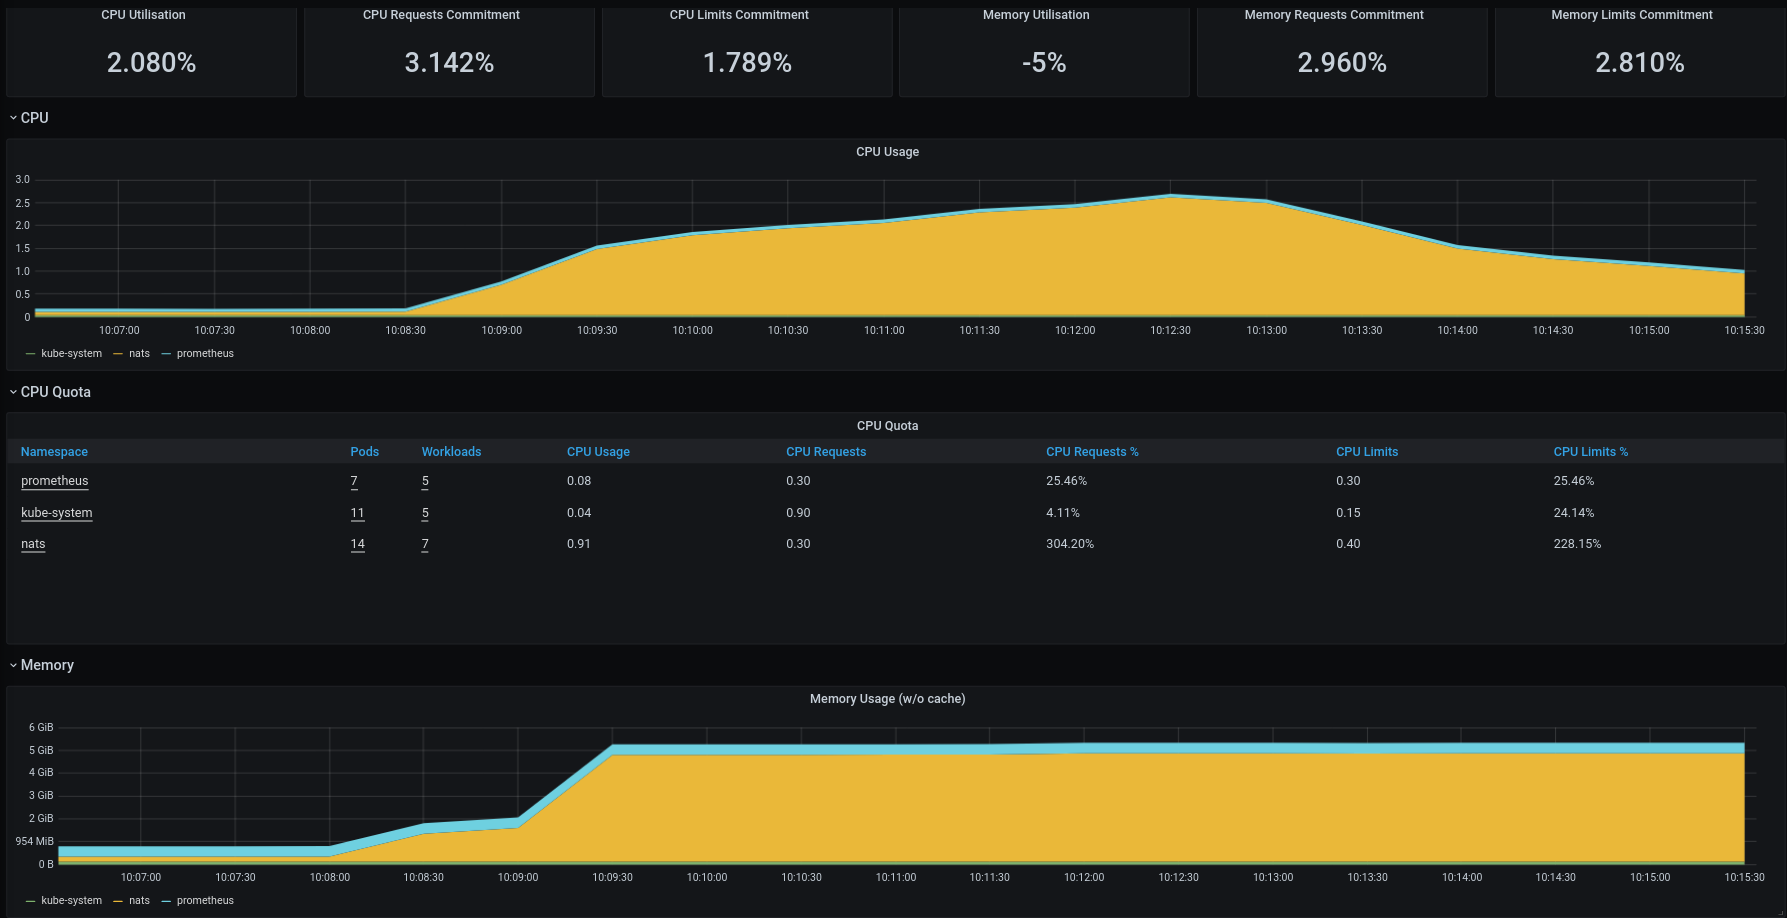 CPU Utilisation CPU Requests Commitment CPU Limits Commitment Memory Utilisation Memory Requests Commitment Memory Limits Commitment
2.080% 3.142% 1.789% -5% 2.960% 2.810%
CPU
CPU Usage
3.0
2.5
2.0
1.5
1.0
0.5
0
10:07:00 10:07:30 10:08:00 10:08:30 10:09:00 10:09:30 10:10:00 10:10:30 10:11:00 10:11:30 10:12:00 10:12:30 10:13:00 10:13:30 10:14:00 10:14:30 10:15:00 10:15:30
kube-system nats prometheus
CPU Quota
CPU Quota
Namespace Pods Workloads CPU Usage CPU Requests CPU Requests % CPU Limits CPU Limits %
prometheus 7 5 0.08 0.30 25.46% 0.30 25.46%
kube-system 11 5 0.04 0.90 4.11% 0.15 24.14%
nats 14 7 0.91 0.30 304.20% 0.40 228.15%
Memory
Memory Usage (w/o cache)
6 GiB
5 GiB
4 GiB
3 GiB
2 GiB
954 MiB
0 B
10:07:00 10:07:30 10:08:00 10:08:30 10:09:00 10:09:30 10:10:00 10:10:30 10:11:00 10:11:30 10:12:00 10:12:30 10:13:00 10:13:30 10:14:00 10:14:30 10:15:00 10:15:30
kube-system nats prometheus